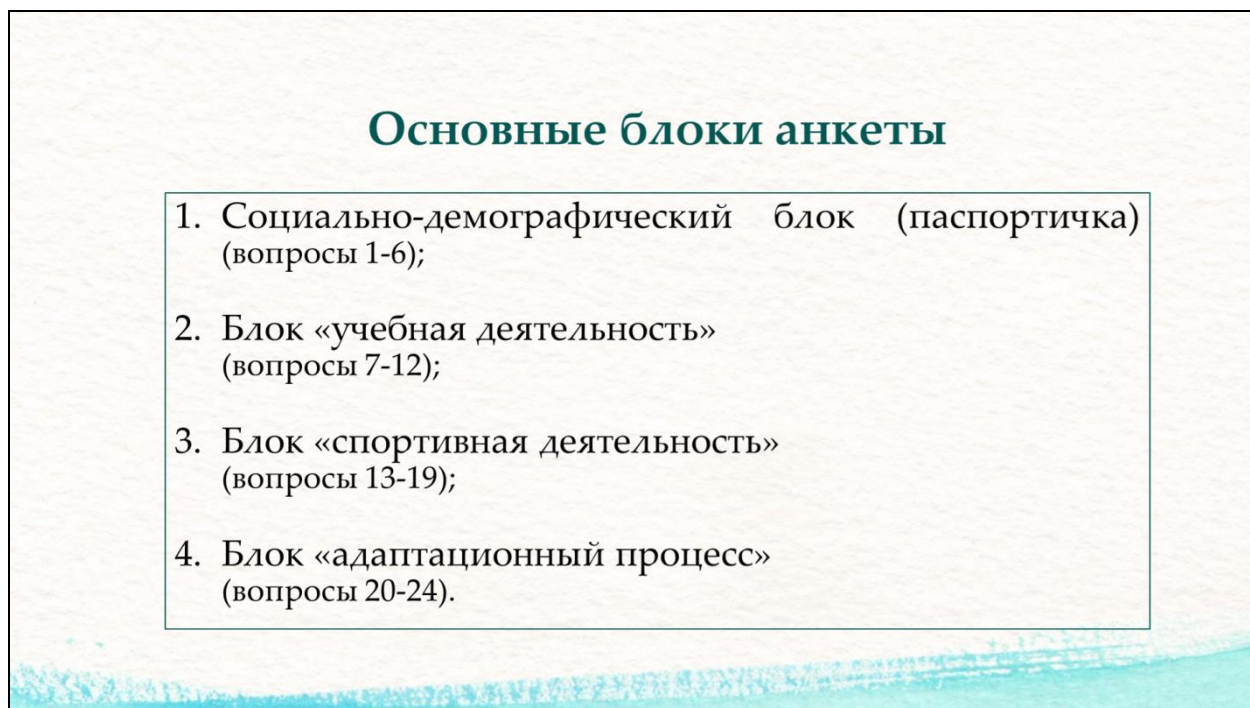 Основные блоки анкеты
1. Социально-демографический блок (паспортичка)
(вопросы 1-6);
2. Блок «учебная деятельность»
(вопросы 7-12);
3. Блок «спортивная деятельность»
(вопросы 13-19);
4. Блок «адаптационный процесс»
(вопросы 20-24).